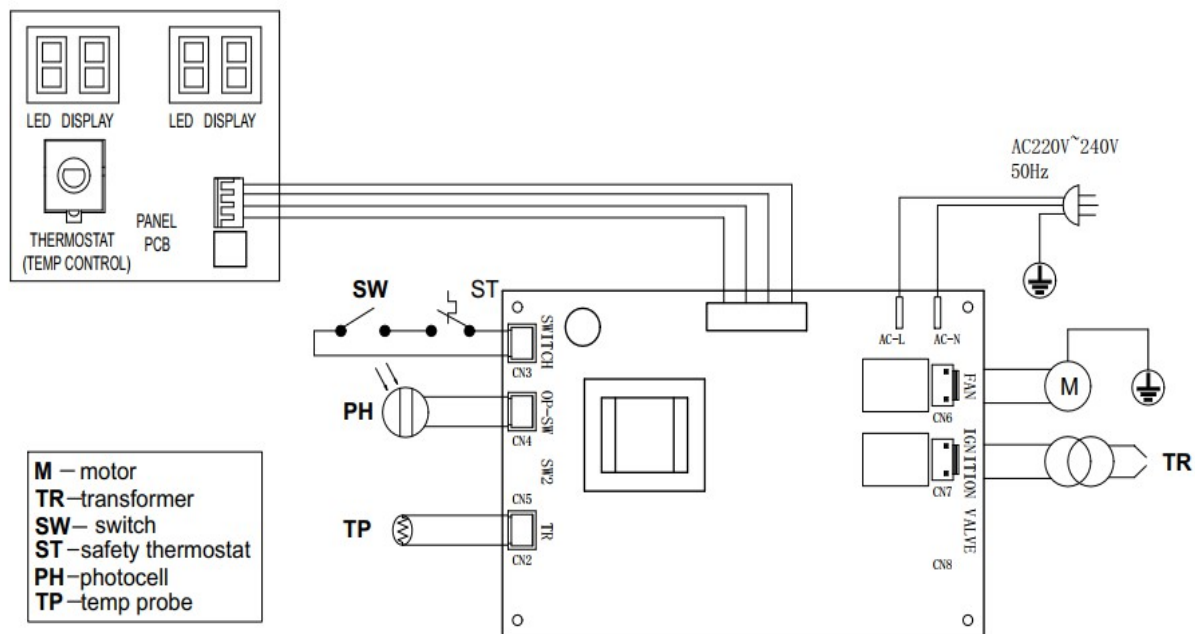 LED DISPLAY
LED DISPLAY
THERMOSTAT
(TEMP CONTROL)
PANEL
PCB
AC220V~240V
50Hz
SW
ST
SWITCH
CN3
PH
OP-SW
CN4
SW2
CN5
TP
TR
CN2
AC-L
AC-N
FAN
CN6
M
IGNITION
CN7
TR
VALVE
CN8
M – motor
TR–transformer
SW– switch
ST –safety thermostat
PH–photocell
TP–temp probe